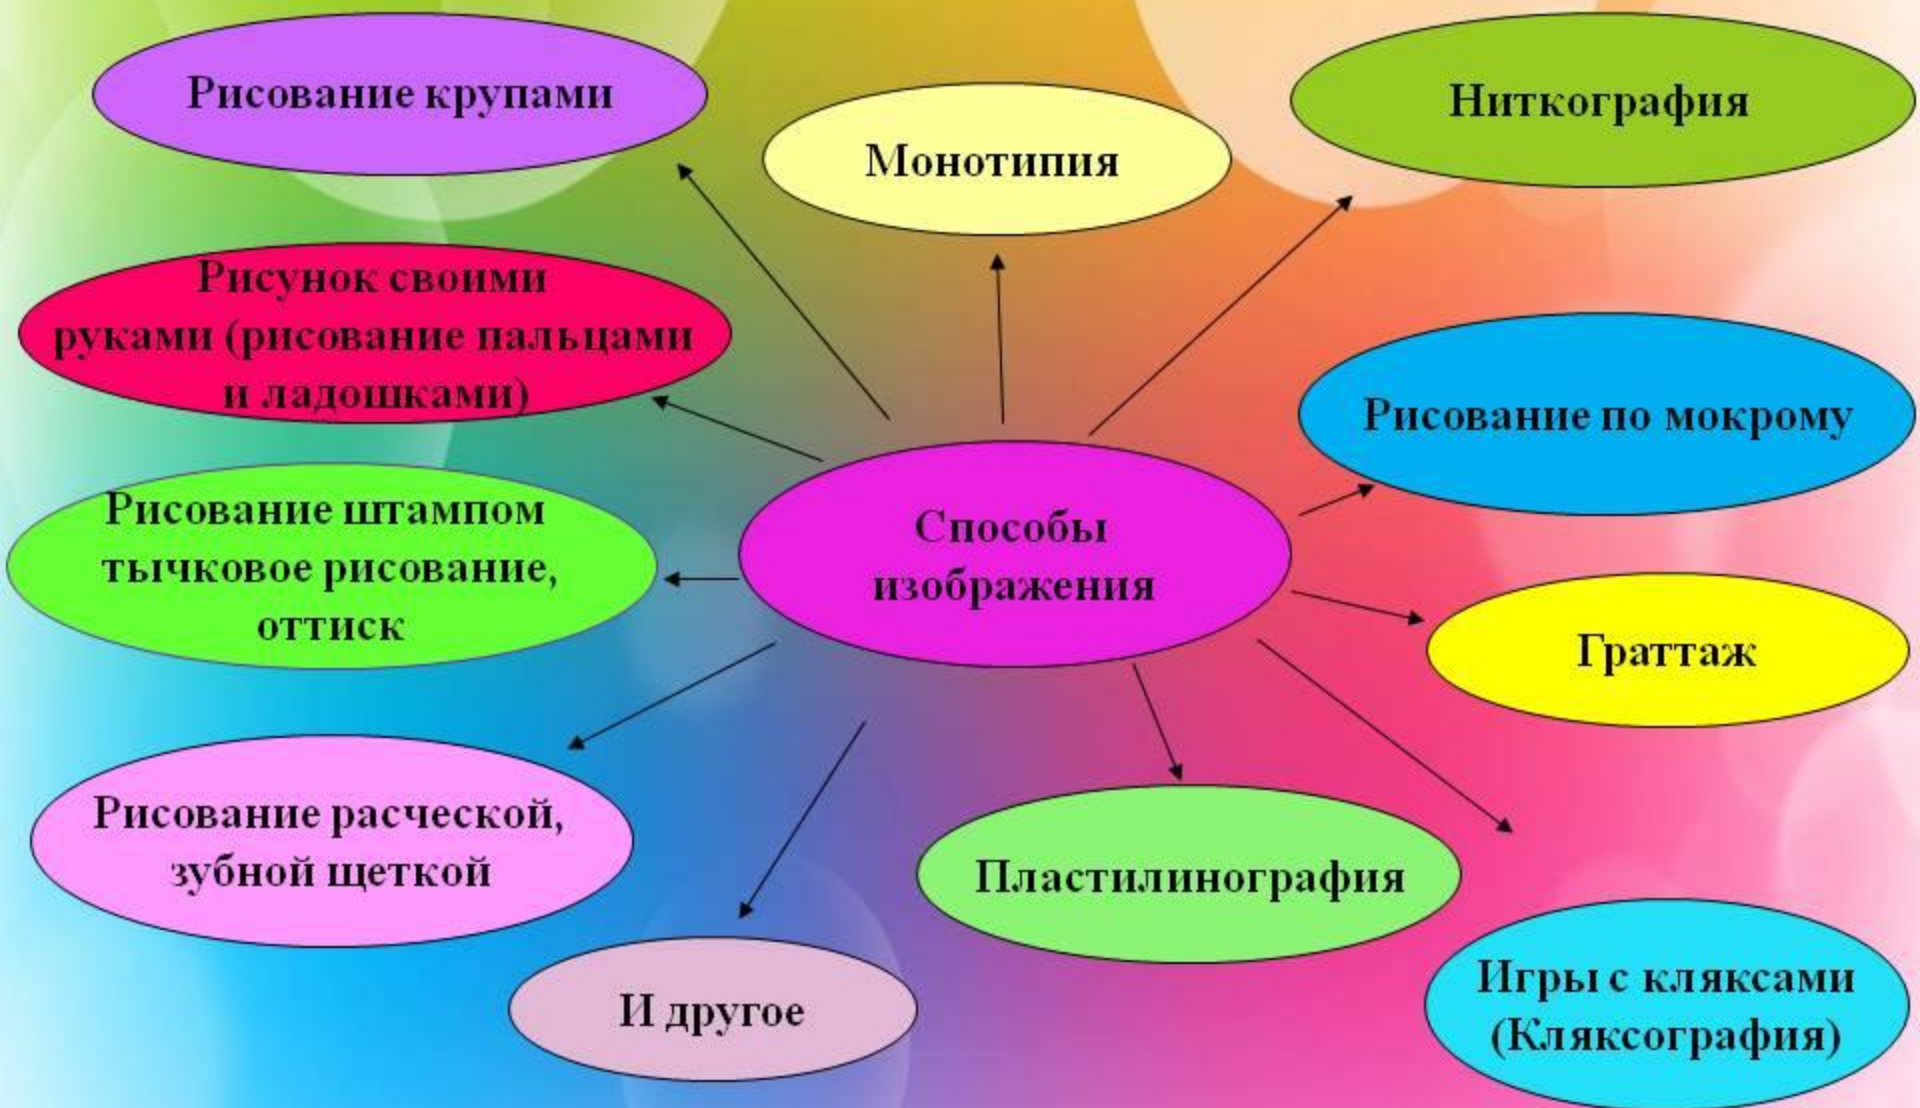 Рисование крупами
Монотипия
Ниткография
Рисунок своими
руками (рисование пальцами
и ладошками)
Рисование по мокрому
Рисование штампом
тычковое рисование,
оттиск
Способы
изображения
Граттаж
Рисование расческой,
зубной щеткой
Пластилинография
И другое
Игры с кляксами
(Кляксография)